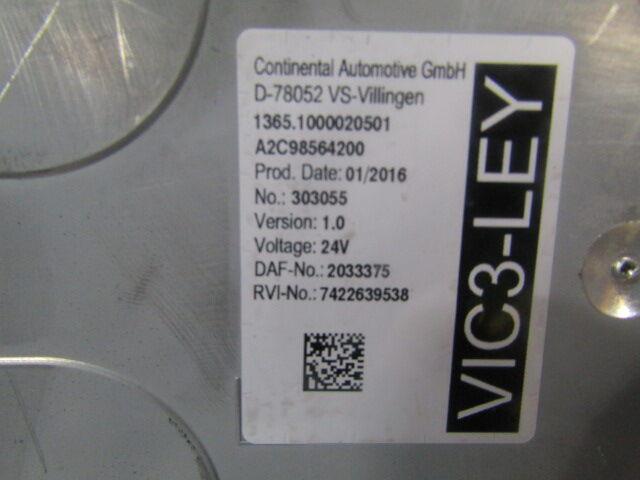 Continental Automotive GmbH
D-78052 VS-Villingen
1365.1000020501
A2C98564200
Prod. Date: 01/2016
No.: 303055
Version: 1.0
Voltage: 24V
DAF-No.: 2033375
RVI-No.: 7422639538
VIC3-LEY